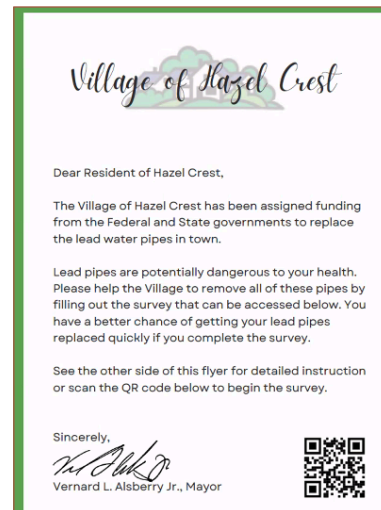 Village of Hazel Crest
Dear Resident of Hazel Crest,
The Village of Hazel Crest has been assigned funding
from the Federal and State governments to replace
the lead water pipes in town.
Lead pipes are potentially dangerous to your health.
Please help the Village to remove all of these pipes by
filling out the survey that can be accessed below. You
have a better chance of getting your lead pipes
replaced quickly if you complete the survey.
See the other side of this flyer for detailed instruction
or scan the QR code below to begin the survey.
Sincerely,
Vernard L. Alsberry Jr., Mayor